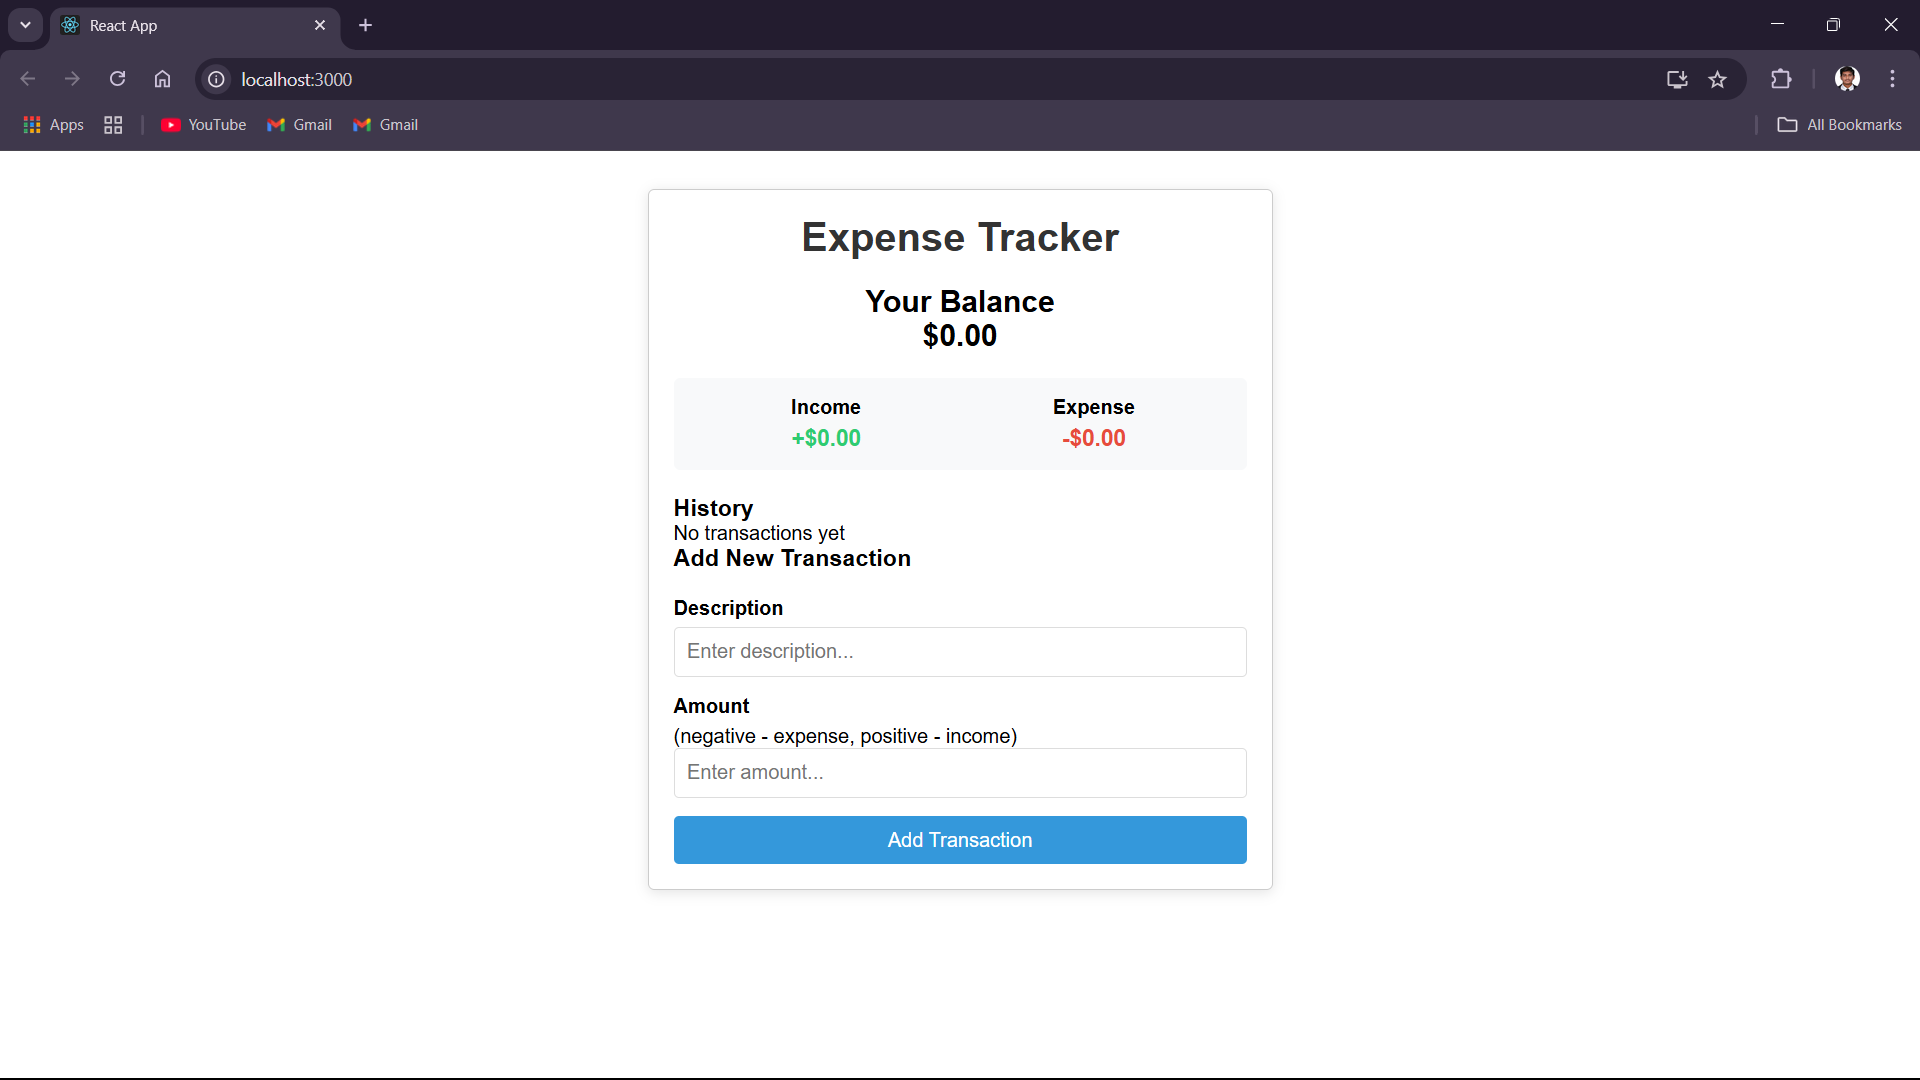 React App
localhost:3000
Apps YouTube Gmail Gmail All Bookmarks
Expense Tracker
Your Balance
$0.00
Income Expense
+$0.00 -$0.00
History
No transactions yet
Add New Transaction
Description
Enter description...
Amount
(negative - expense, positive - income)
Enter amount...
Add Transaction